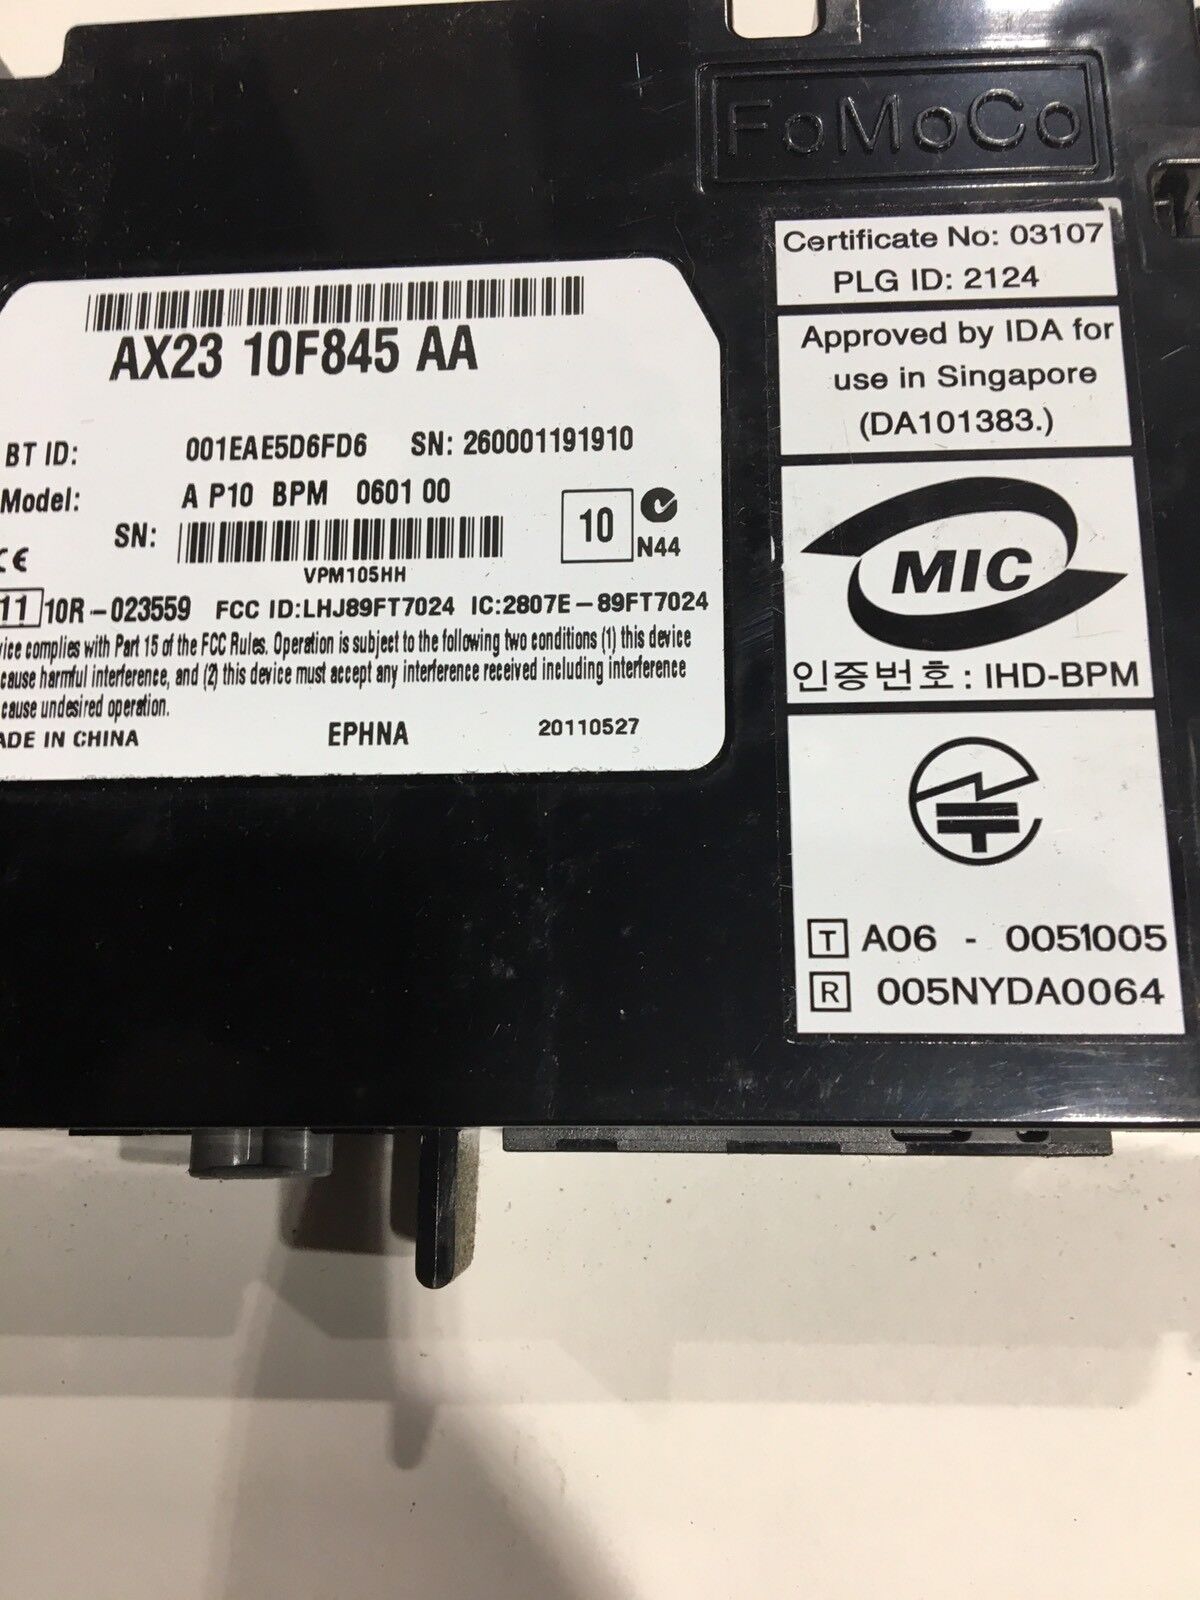 FoMoCo
AX23 10F845 AA
BT ID: 001EAE5D6FD6 SN: 260001191910
Model: A P10 BPM 0601 00
SN:
VPM105HH
10
N44
CE
11 10R-023559 FCC ID:LHJ89FT7024 IC:2807E-89FT7024
complies with Part 15 of the FCC Rules. Operation is subject to the following two conditions (1) this device
cause harmful interference, and (2) this device must accept any interference received including interference
cause undesired operation.
IN CHINA EPHNA 20110527
Certificate No: 03107
PLG ID: 2124
Approved by IDA for
use in Singapore
(DA101383.)
MIC
인증번호 : IHD-BPM
T A06 - 0051005
R 005NYDA0064